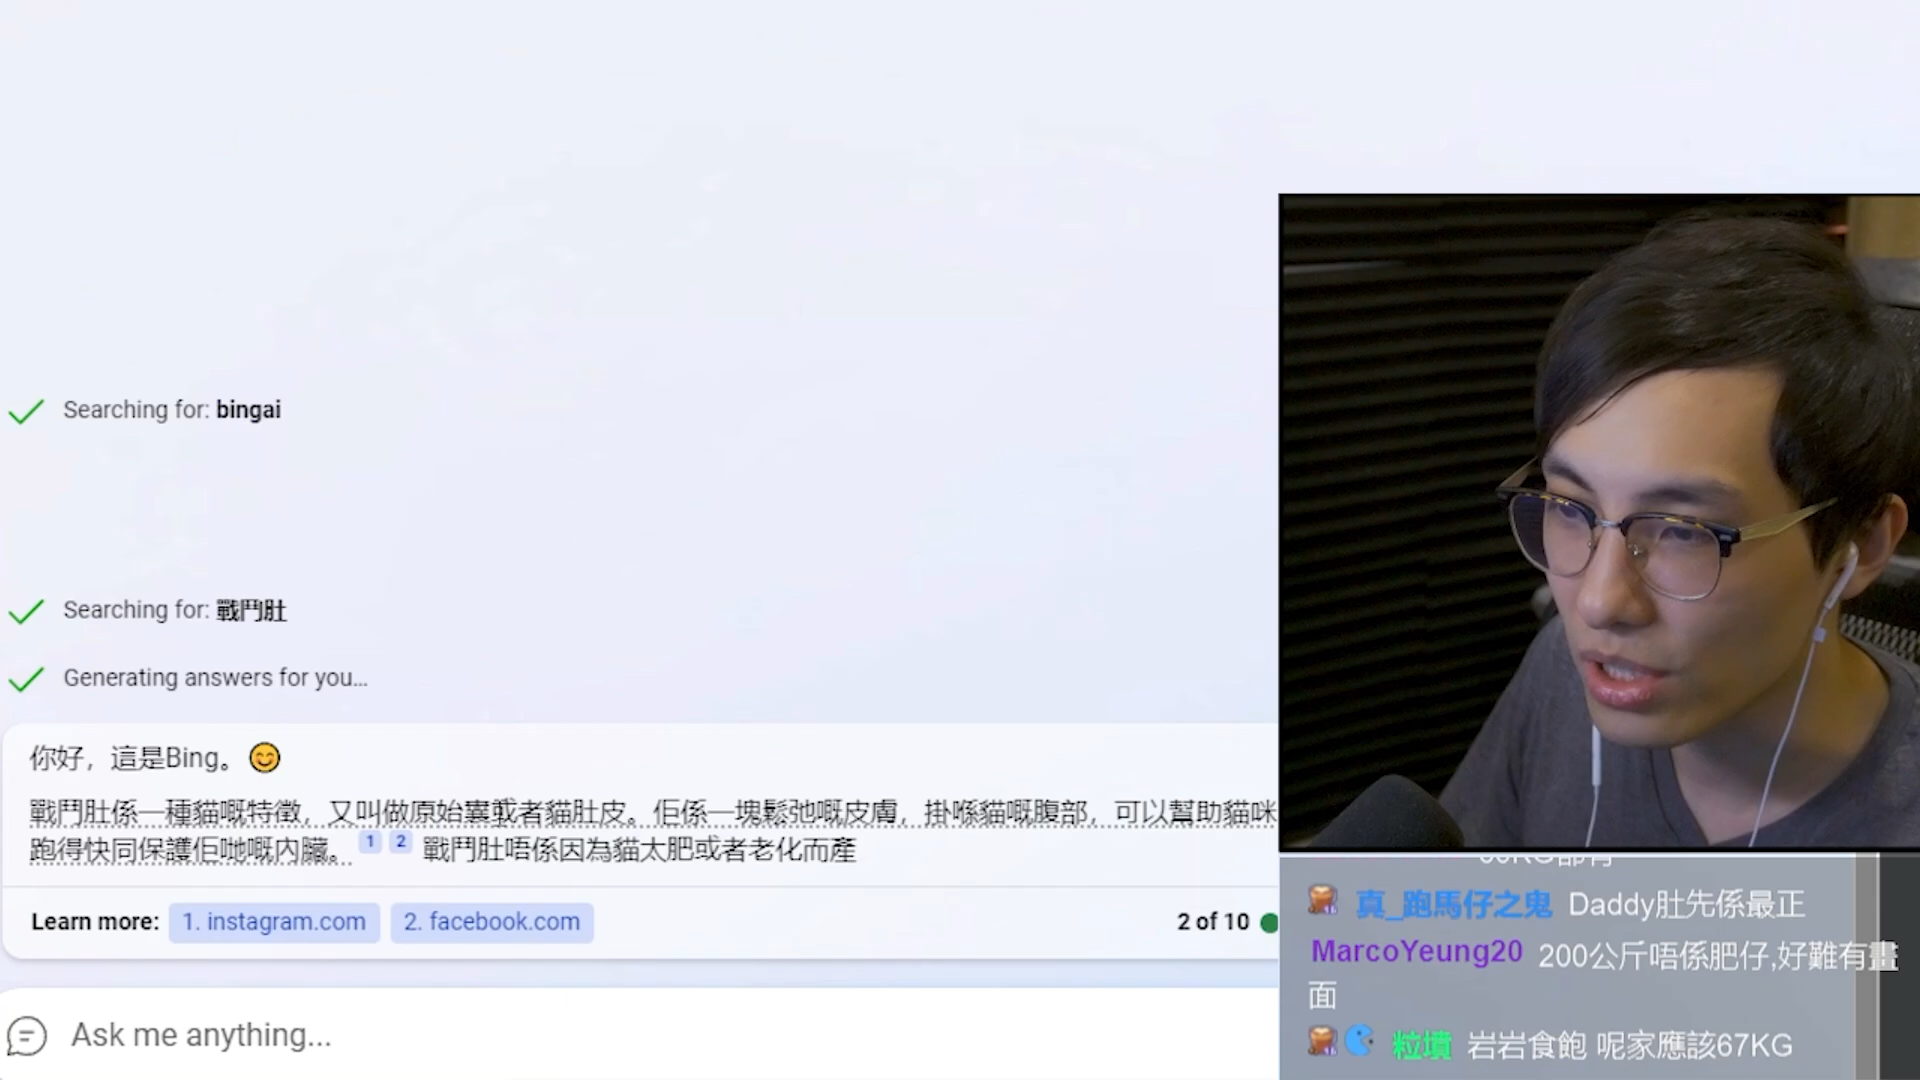 Searching for: bingai
Searching for: 戰鬥肚
Generating answers for you...
你好，這是Bing。
戰鬥肚係一種貓嘅特徵，又叫做原始囊或者貓肚皮。佢係一塊鬆弛嘅皮膚，掛喺貓嘅腹部，可以幫助貓咪
跑得快同保護佢哋嘅內臟。 1 2 戰鬥肚唔係因為貓太肥或者老化而產
Learn more: 1. instagram.com 2. facebook.com 2 of 10
Ask me anything...
真_跑馬仔之鬼 Daddy肚先係最正
MarcoYeung20 200公斤唔係肥仔,好難有畫
面
粒墳 岩岩食飽 呢家應該67KG